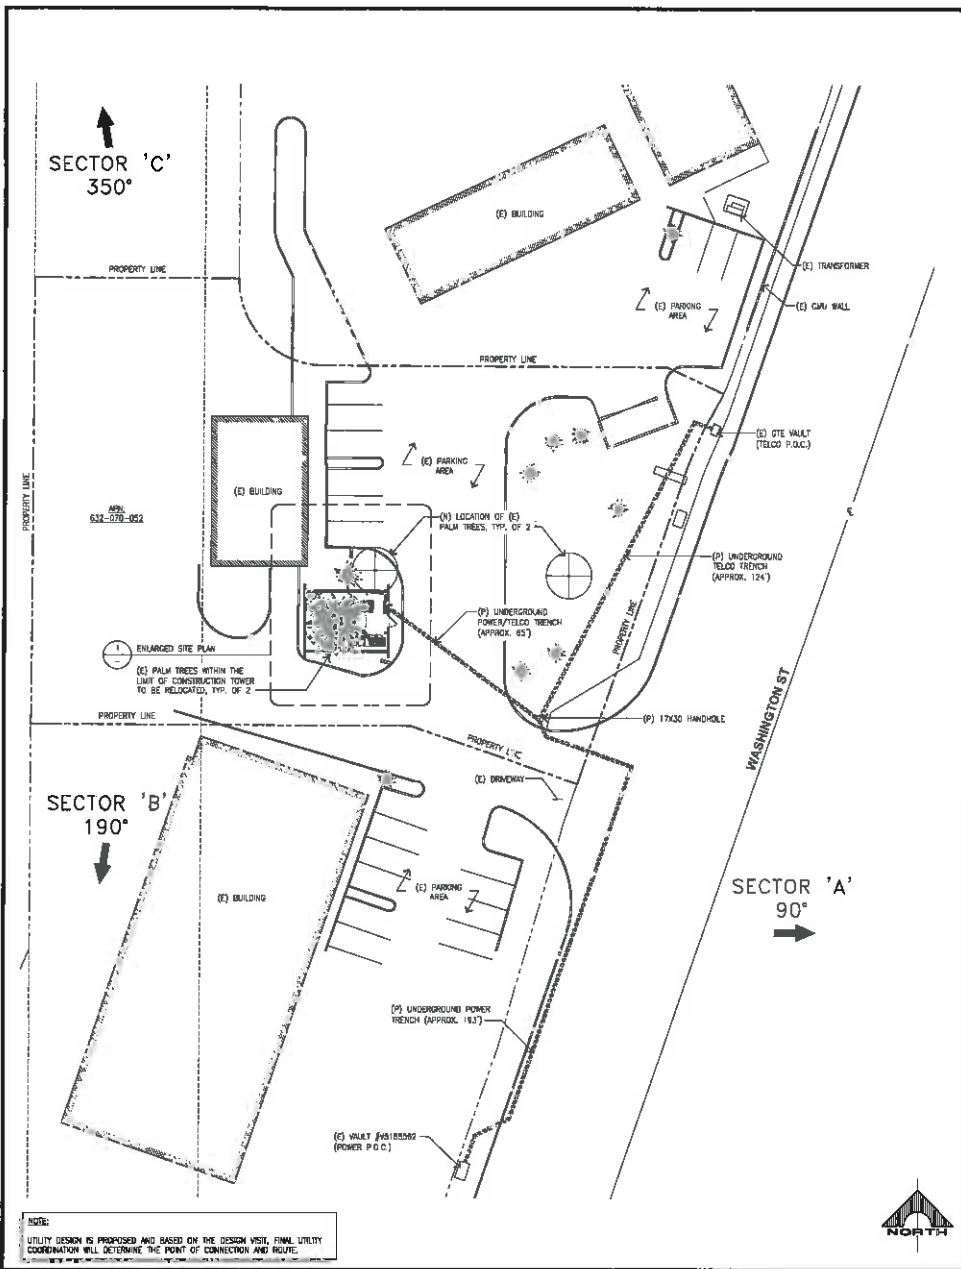 SECTOR 'C'
350°
(E) BUILDING
(E) TRANSFORMER
PROPERTY LINE
(E) PARKING
AREA
(E) CMU WALL
PROPERTY LINE
(E) GTE VAULT
(TELCO P.O.C.)
(E) PARKING
AREA
PROPERTY LINE
(E) BUILDING
APN:
632-070-052
(N) LOCATION OF (E)
PALM TREES, TYP. OF 2
℄
(P) UNDERGROUND
TELCO TRENCH
(APPROX. 124')
(P) UNDERGROUND
POWER/TELCO TRENCH
(APPROX. 65')
PROPERTY LINE
1
ENLARGED SITE PLAN
(E) PALM TREES WITHIN THE
LIMIT OF CONSTRUCTION TOWER
TO BE RELOCATED, TYP. OF 2
WASHINGTON ST
PROPERTY LINE
(P) 17X30 HANDHOLE
PROPERTY LINE
(E) DRIVEWAY
SECTOR 'B'
190°
(E) BUILDING
(E) PARKING
AREA
SECTOR 'A'
90°
(P) UNDERGROUND POWER
TRENCH (APPROX. 193')
(E) VAULT
(POWER P.O.C.)
NOTE:
UTILITY DESIGN IS PROPOSED AND BASED ON THE DESIGN VISIT, FINAL UTILITY
COORDINATION WILL DETERMINE THE POINT OF CONNECTION AND ROUTE.
NORTH